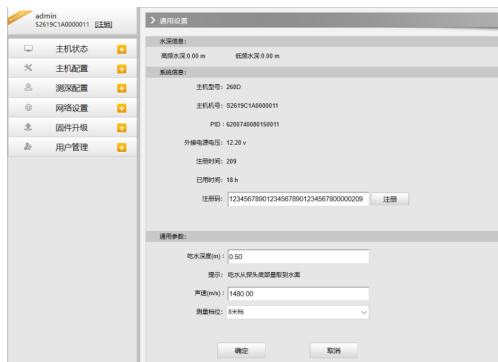 admin
S2619C1A0000011 [注销]
主机状态
主机配置
测深配置
网络设置
固件升级
用户管理
通用设置
水深信息:
高频水深:0.00 m 低频水深:0.00 m
系统信息:
主机型号: 260D
主机机号: S2619C1A0000011
PID : 6200740080150011
外接电源电压: 12.20 v
注册时间: 209
已用时间: 18 h
注册码: 12345678901234567890123456780000209 注册
通用参数:
吃水深度(m) : 0.50
提示: 吃水从探头底部量取到水面
声速(m/s) : 1480.00
测量档位: 8米档
确定 取消